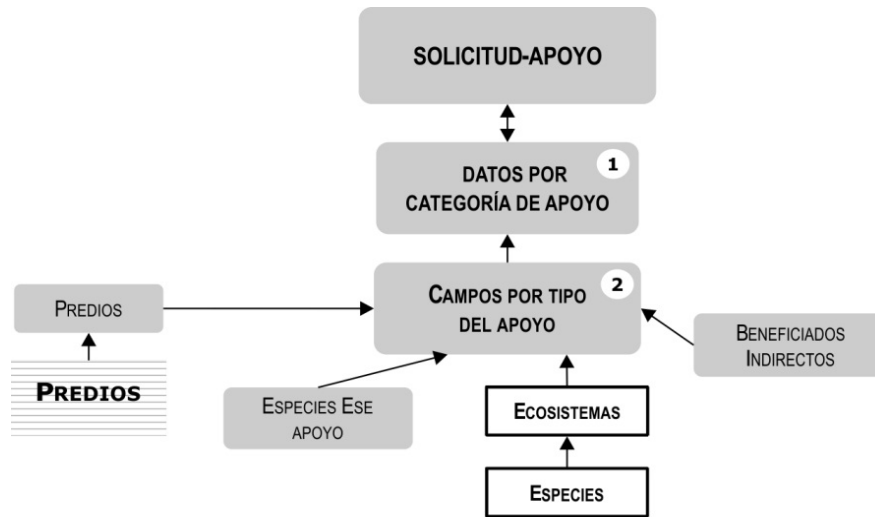 SOLICITUD-APOYO
1
DATOS POR
CATEGORÍA DE APOYO
2
CAMPOS POR TIPO
DEL APOYO
PREDIOS
PREDIOS
ESPECIES ESE
APOYO
ECOSISTEMAS
ESPECIES
BENEFICIADOS
INDIRECTOS